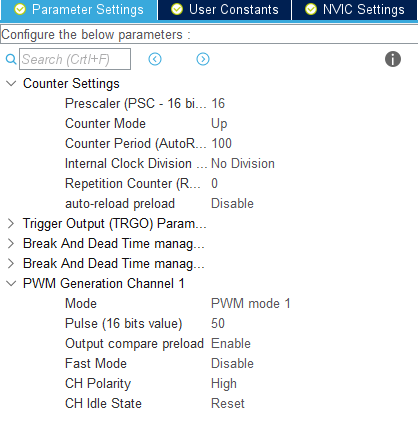 Parameter Settings User Constants NVIC Settings
Configure the below parameters :
Search (Crtl+F)
Counter Settings
Prescaler (PSC - 16 bi... 16
Counter Mode Up
Counter Period (AutoR... 100
Internal Clock Division ... No Division
Repetition Counter (R... 0
auto-reload preload Disable
Trigger Output (TRGO) Param...
Break And Dead Time manag...
Break And Dead Time manag...
PWM Generation Channel 1
Mode PWM mode 1
Pulse (16 bits value) 50
Output compare preload Enable
Fast Mode Disable
CH Polarity High
CH Idle State Reset